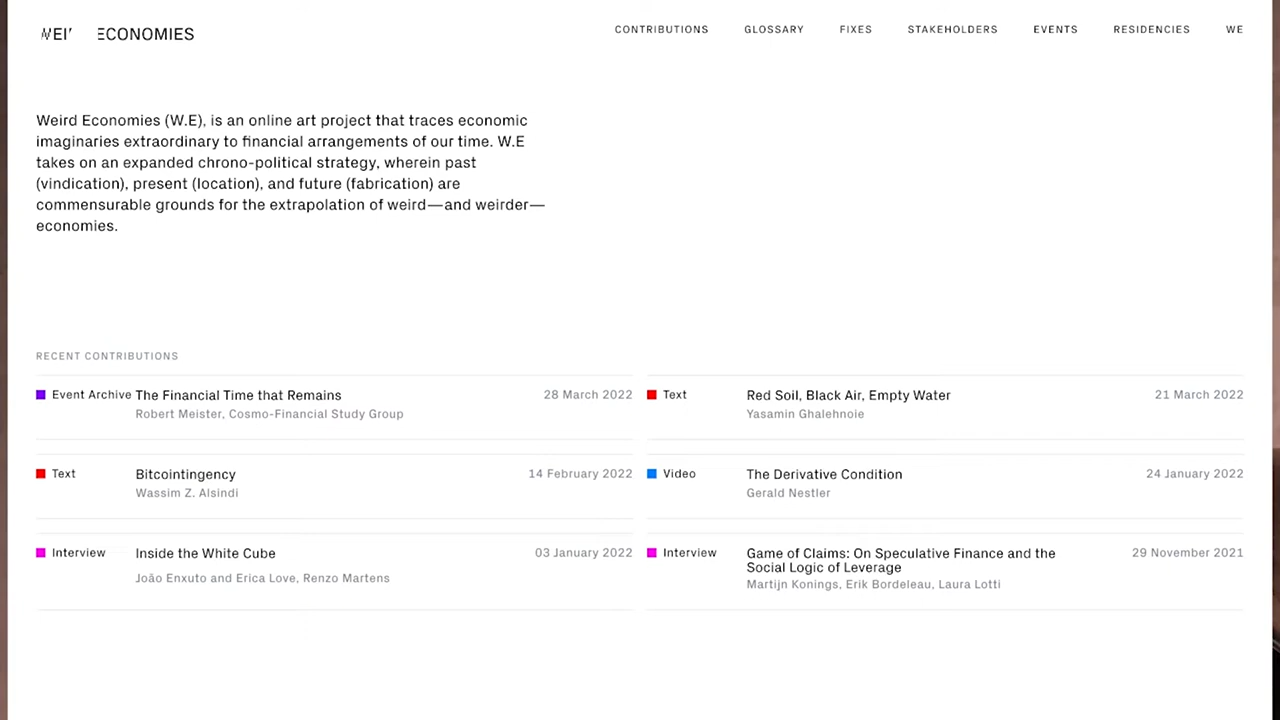 ECONOMIES
CONTRIBUTIONS GLOSSARY FIXES STAKEHOLDERS EVENTS RESIDENCIES WE
Weird Economies (W.E), is an online art project that traces economic
imaginaries extraordinary to financial arrangements of our time. W.E
takes on an expanded chrono-political strategy, wherein past
(vindication), present (location), and future (fabrication) are
commensurable grounds for the extrapolation of weird—and weirder—
economies.
RECENT CONTRIBUTIONS
Event Archive The Financial Time that Remains 28 March 2022
Robert Meister, Cosmo-Financial Study Group
Text Red Soil, Black Air, Empty Water 21 March 2022
Yasamin Ghalehnoie
Text Bitcointingency 14 February 2022
Wassim Z. Alsindi
Video The Derivative Condition 24 January 2022
Gerald Nestler
Interview Inside the White Cube 03 January 2022
João Enxuto and Erica Love, Renzo Martens
Interview Game of Claims: On Speculative Finance and the 29 November 2021
Social Logic of Leverage
Martijn Konings, Erik Bordeleau, Laura Lotti